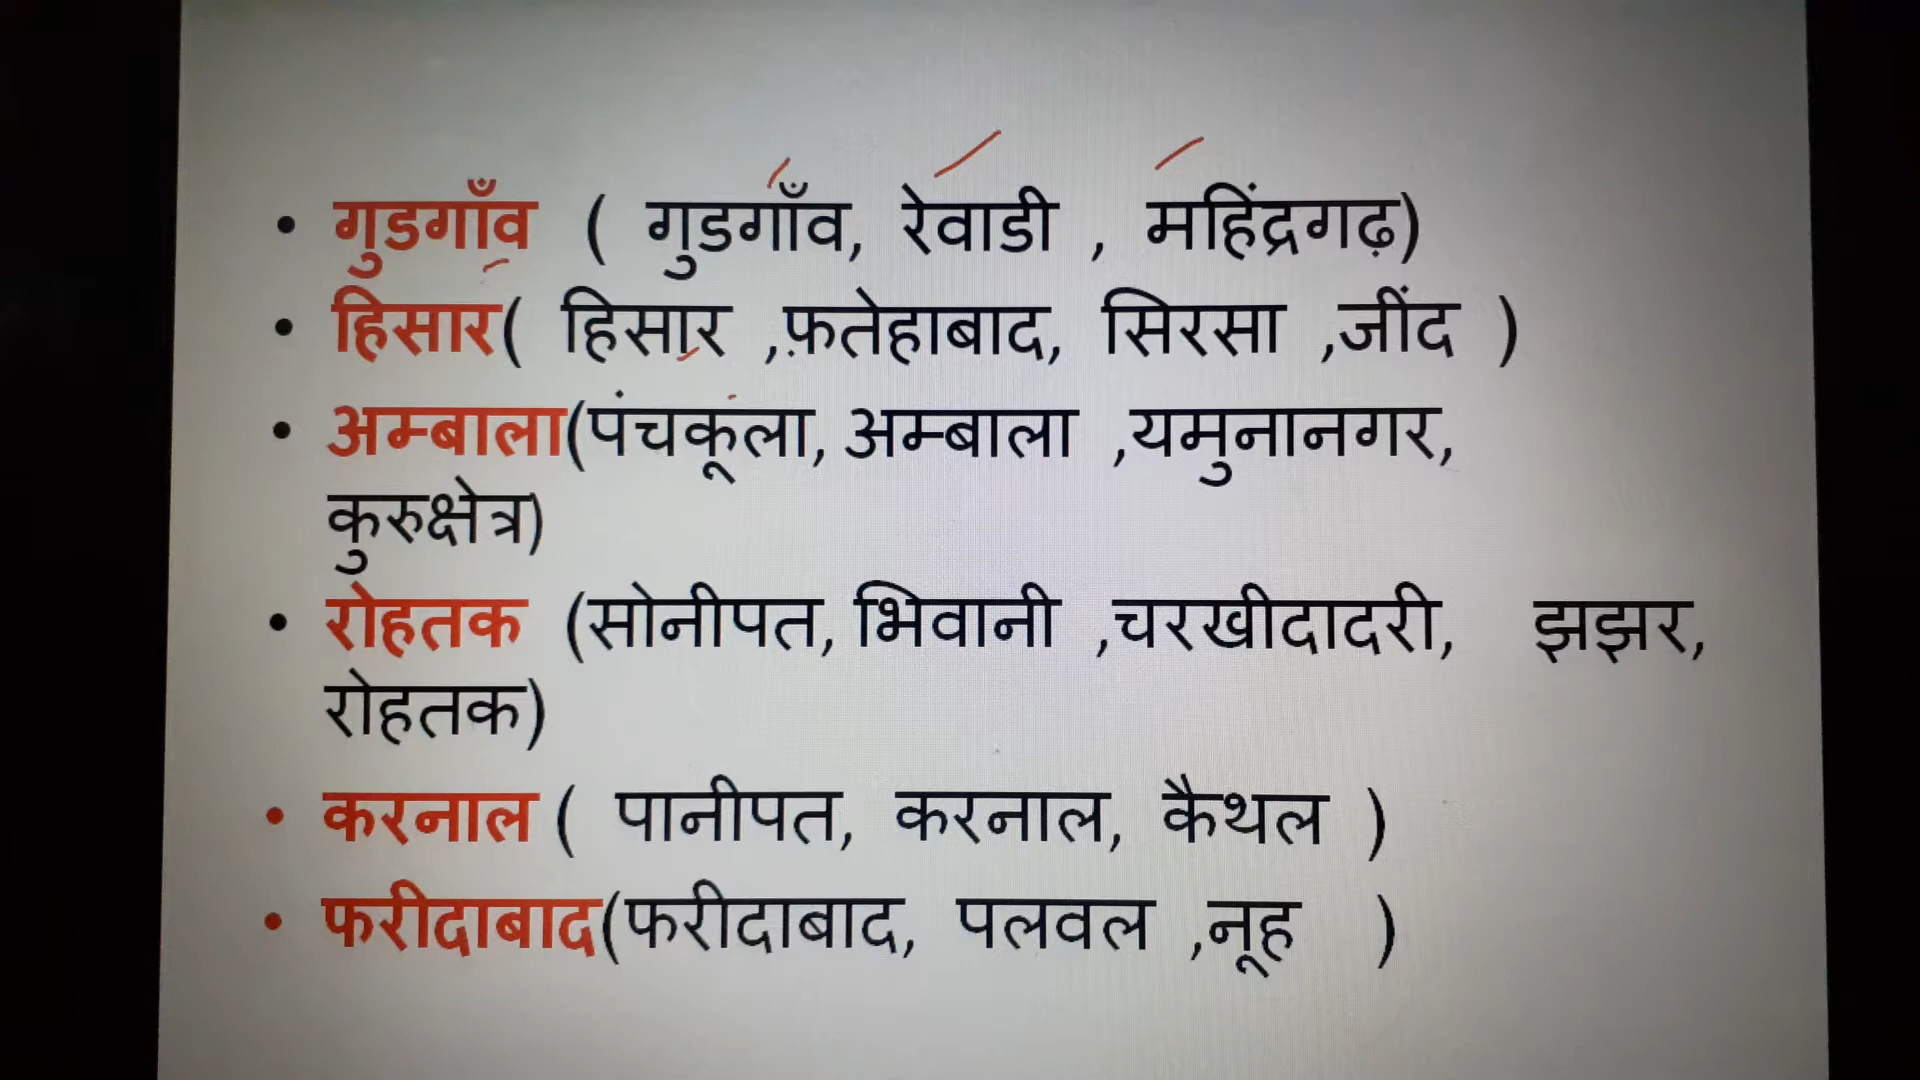 • गुडगाँव ( गुडगाँव, रेवाडी , महिंद्रगढ़)
• हिसार( हिसार ,फ़तेहाबाद, सिरसा ,जींद )
• अम्बाला(पंचकूला, अम्बाला ,यमुनानगर,
कुरुक्षेत्र)
• रोहतक (सोनीपत, भिवानी ,चरखीदादरी, झझर,
रोहतक)
• करनाल ( पानीपत, करनाल, कैथल )
• फरीदाबाद(फरीदाबाद, पलवल ,नूह )